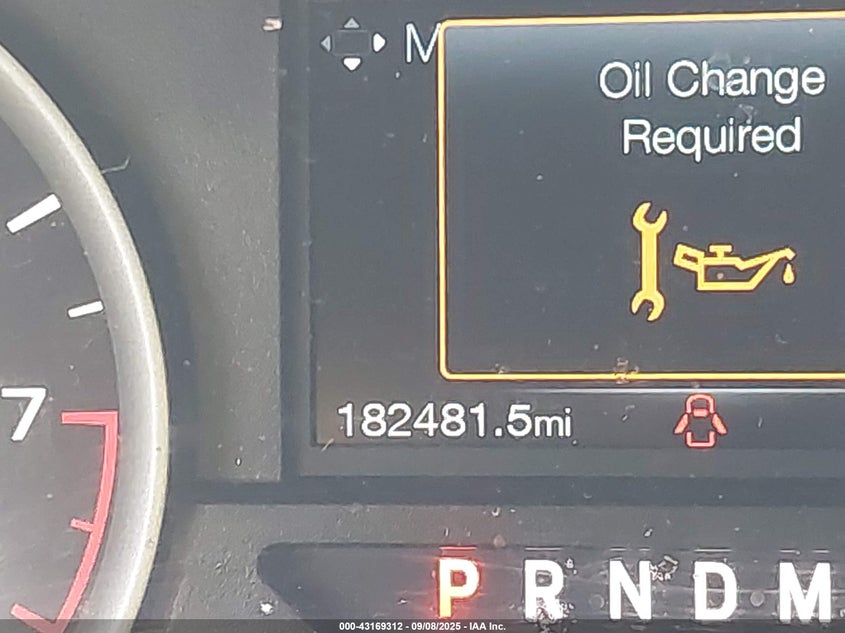 M
Oil Change
Required
7
182481.5mi
P R N D M
000-43169312 - 09/08/2025 - IAA Inc.